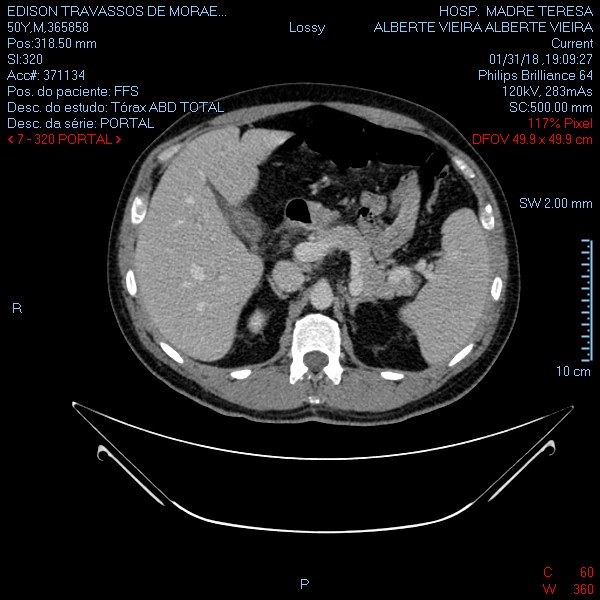 EDISON TRAVASSOS DE MORAE...
50Y,M,365858
Pos:318.50 mm
SI:320
Acc#: 371134
Pos. do paciente: FFS
Desc. do estudo: Tórax ABD TOTAL
Desc. da série: PORTAL
< 7 - 320 PORTAL >
Lossy
HOSP. MADRE TERESA
ALBERTE VIEIRA ALBERTE VIEIRA
Current
01/31/18 ,19:09:27
Philips Brilliance 64
120kV, 283mAs
SC:500.00 mm
117% Pixel
DFOV 49.9 x 49.9 cm
SW 2.00 mm
R
10 cm
P
C 60
W 360